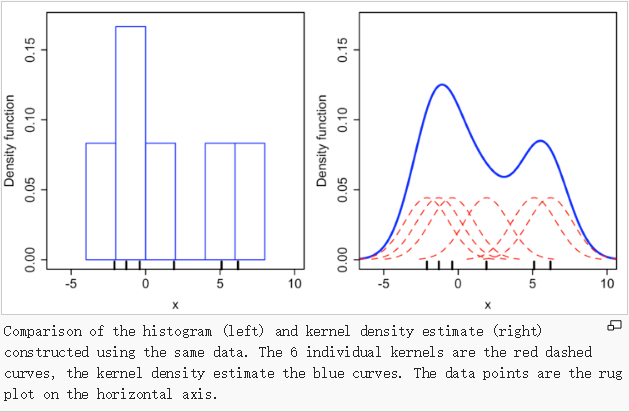 0.15
0.10
0.05
0.00
Density function
-5
0
5
10
x
0.15
0.10
0.05
0.00
Density function
-5
0
5
10
x
Comparison of the histogram (left) and kernel density estimate (right)
constructed using the same data. The 6 individual kernels are the red dashed
curves, the kernel density estimate the blue curves. The data points are the rug
plot on the horizontal axis.